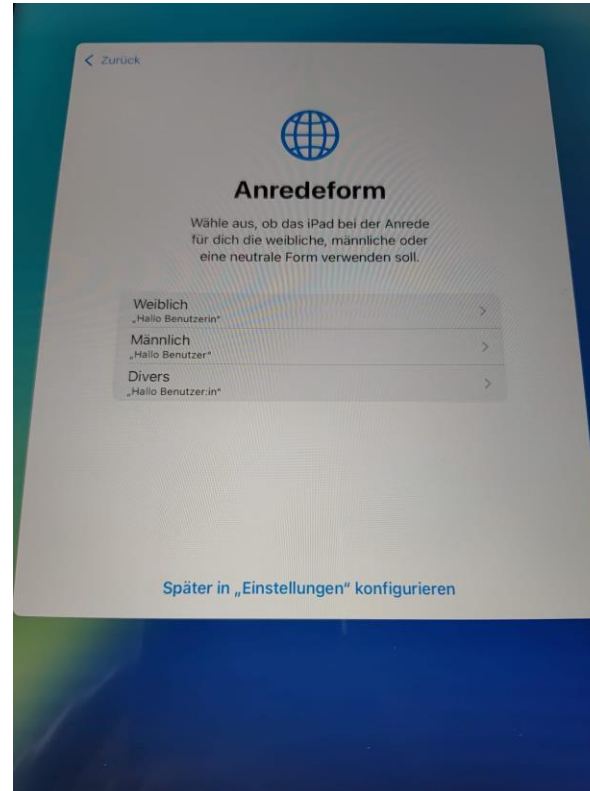 Zurück
Anredeform
Wähle aus, ob das iPad bei der Anrede
für dich die weibliche, männliche oder
eine neutrale Form verwenden soll.
Weiblich
„Hallo Benutzerin“
Männlich
„Hallo Benutzer“
Divers
„Hallo Benutzer:in“
Später in „Einstellungen“ konfigurieren